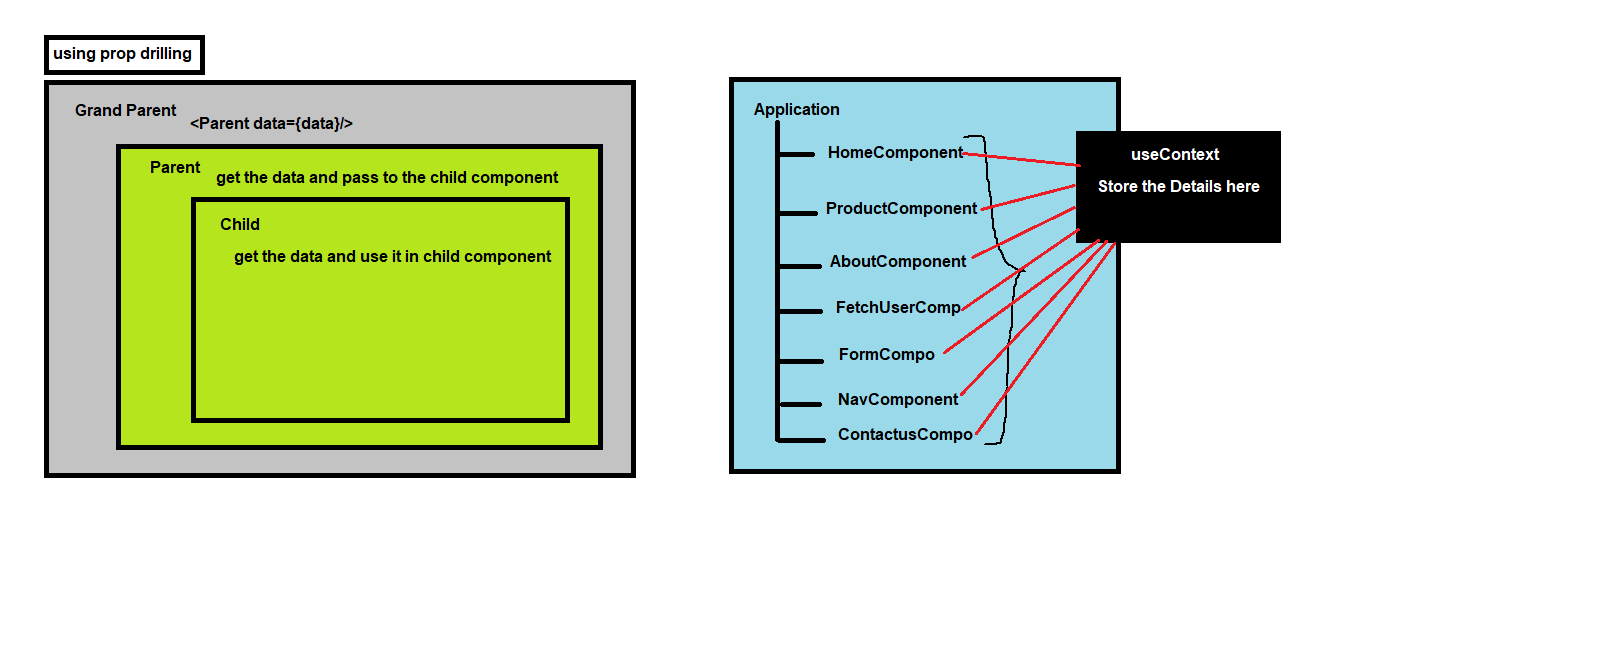 using prop drilling
Grand Parent
<Parent data={data}/>
Parent
get the data and pass to the child component
Child
get the data and use it in child component
Application
HomeComponent
ProductComponent
AboutComponent
FetchUserComp
FormCompo
NavComponent
ContactusCompo
useContext
Store the Details here